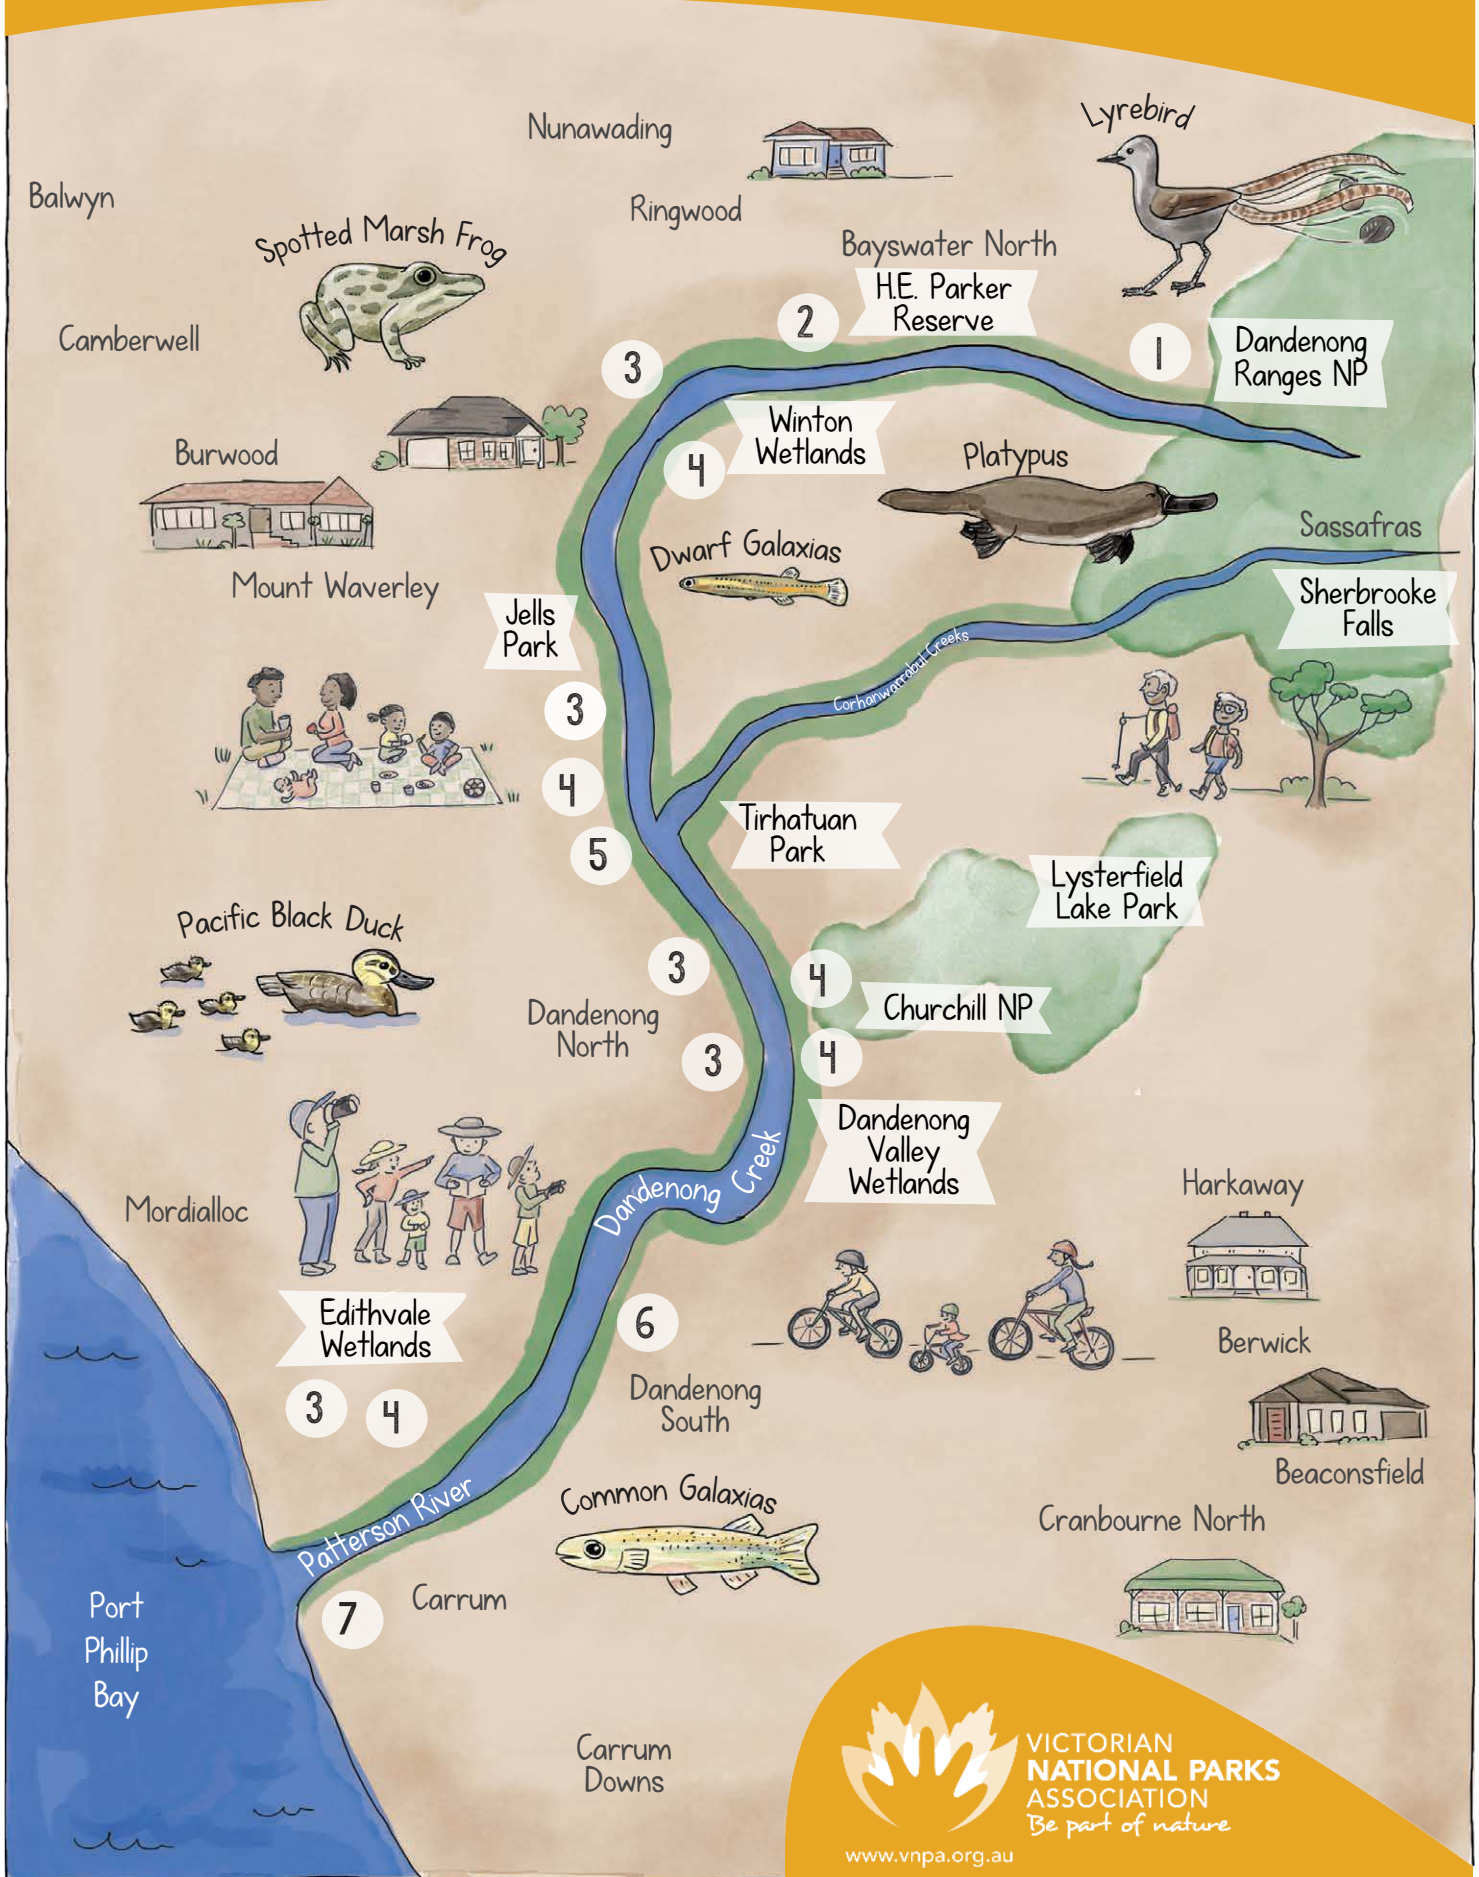 Lyrebird
Nunawading
Balwyn
Ringwood
Spotted Marsh Frog
Bayswater North
H.E. Parker
Reserve
2
Camberwell
1
Dandenong
Ranges NP
3
Winton
Wetlands
Burwood
4
Platypus
Sassafras
Dwarf Galaxias
Mount Waverley
Jells
Park
Sherbrooke
Falls
Corhanwarrabul Creeks
3
4
5
Tirhatuan
Park
Lysterfield
Lake Park
Pacific Black Duck
3
4
Churchill NP
Dandenong
North
3
4
Dandenong
Valley
Wetlands
Dandenong Creek
Mordialloc
Harkaway
Edithvale
Wetlands
6
Berwick
3
4
Dandenong
South
Beaconsfield
Common Galaxias
Cranbourne North
Patterson River
Carrum
7
Port
Phillip
Bay
Carrum
Downs
VICTORIAN
NATIONAL PARKS
ASSOCIATION
Be part of nature
www.vnpa.org.au